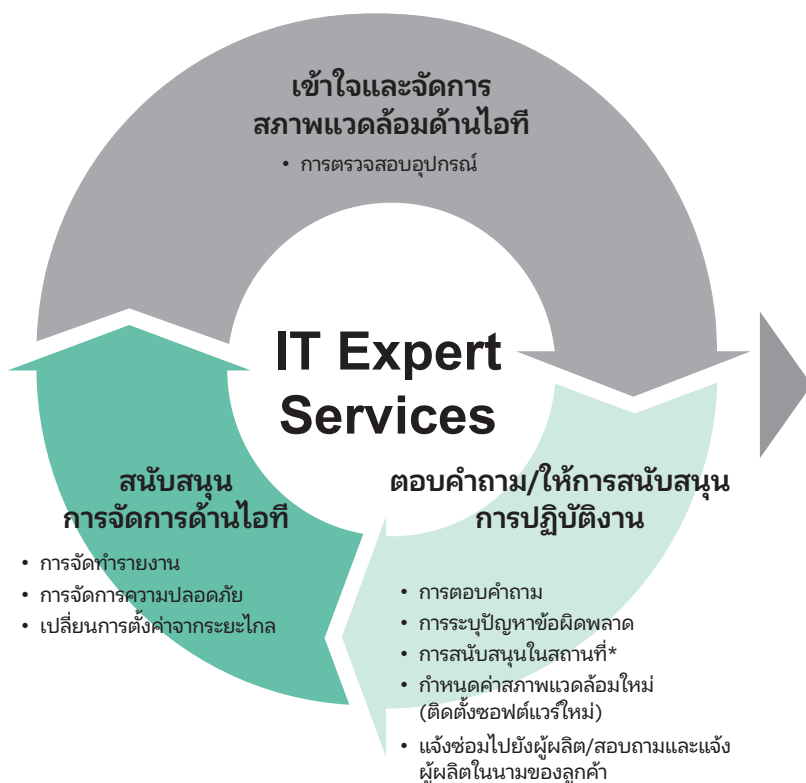 เข้าใจและจัดการ
สภาพแวดล้อมด้านไอที
• การตรวจสอบอุปกรณ์
IT Expert
Services
สนับสนุน
การจัดการด้านไอที
• การจัดทำรายงาน
• การจัดการความปลอดภัย
• เปลี่ยนการตั้งค่าจากระยะไกล
ตอบคำถาม/ให้การสนับสนุน
การปฏิบัติงาน
• การตอบคำถาม
• การระบุปัญหาข้อผิดพลาด
• การสนับสนุนในสถานที่*
• กำหนดค่าสภาพแวดล้อมใหม่
(ติดตั้งซอฟต์แวร์ใหม่)
• แจ้งซ่อมไปยังผู้ผลิต/สอบถามและแจ้ง
ผู้ผลิตในนามของลูกค้า